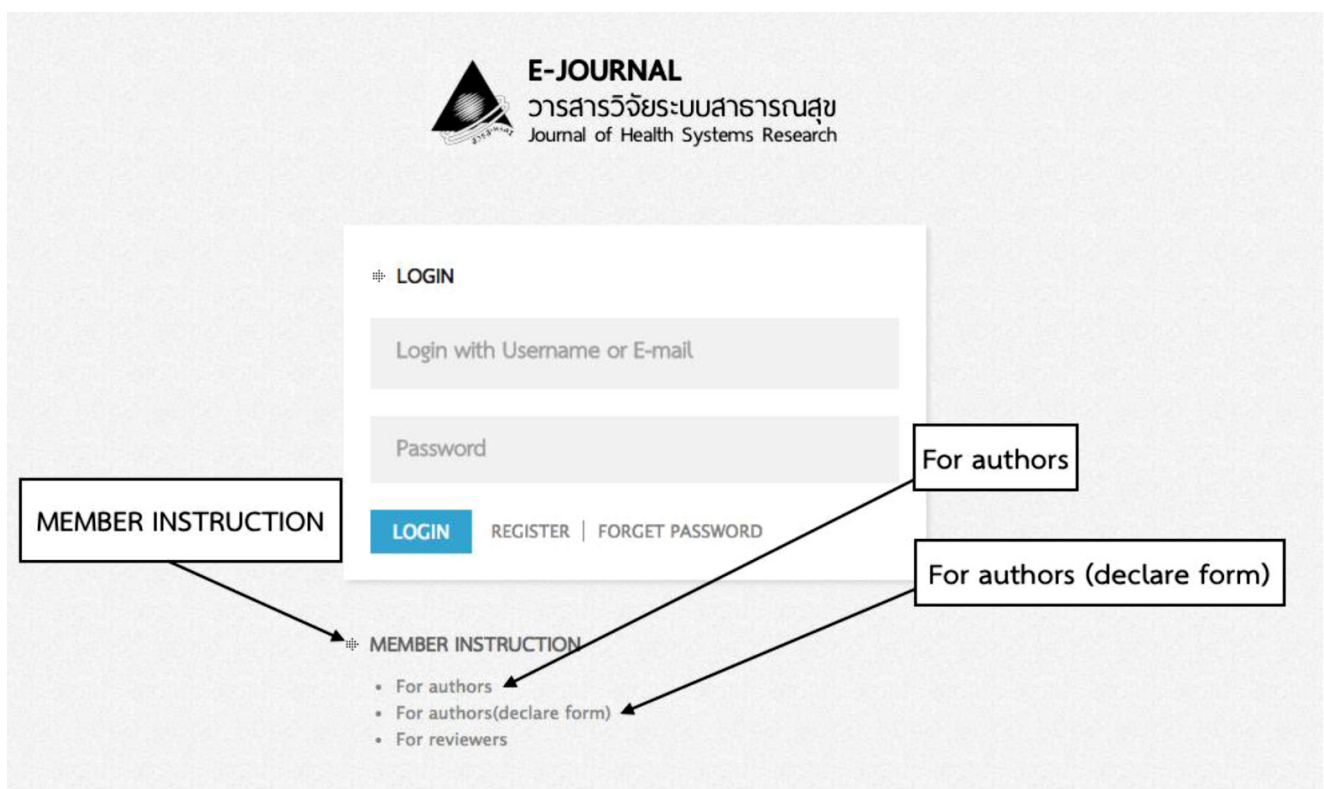 E-JOURNAL
วารสารวิจัยระบบสาธารณสุข
Journal of Health Systems Research
LOGIN
Login with Username or E-mail
Password
For authors
MEMBER INSTRUCTION
LOGIN REGISTER | FORGET PASSWORD
For authors (declare form)
MEMBER INSTRUCTION
• For authors
• For authors(declare form)
• For reviewers